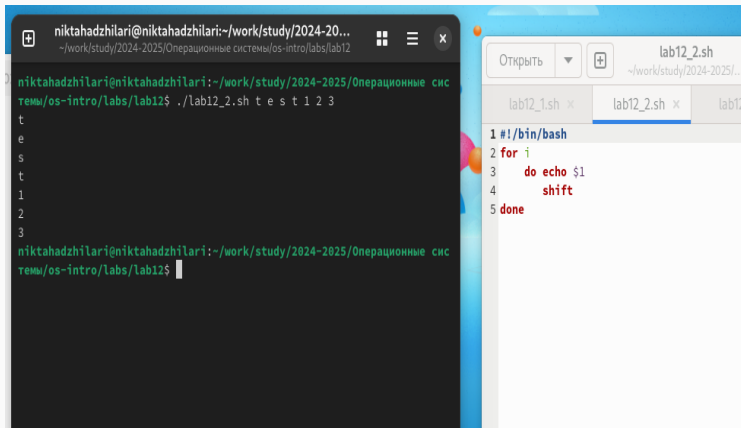 niktahadzhilari@niktahadzhilari:~/work/study/2024-20...
~/work/study/2024-2025/Операционные системы/os-intro/labs/lab12
niktahadzhilari@niktahadzhilari:~/work/study/2024-2025/Операционные сис
темы/os-intro/labs/lab12$ ./lab12_2.sh t e s t 1 2 3
t
e
s
t
1
2
3
niktahadzhilari@niktahadzhilari:~/work/study/2024-2025/Операционные сис
темы/os-intro/labs/lab12$
Открыть
lab12_2.sh
~/work/study/2024-2025/...
lab12_1.sh ×
lab12_2.sh ×
lab12
1 #!/bin/bash
2 for i
3 do echo $1
4 shift
5 done